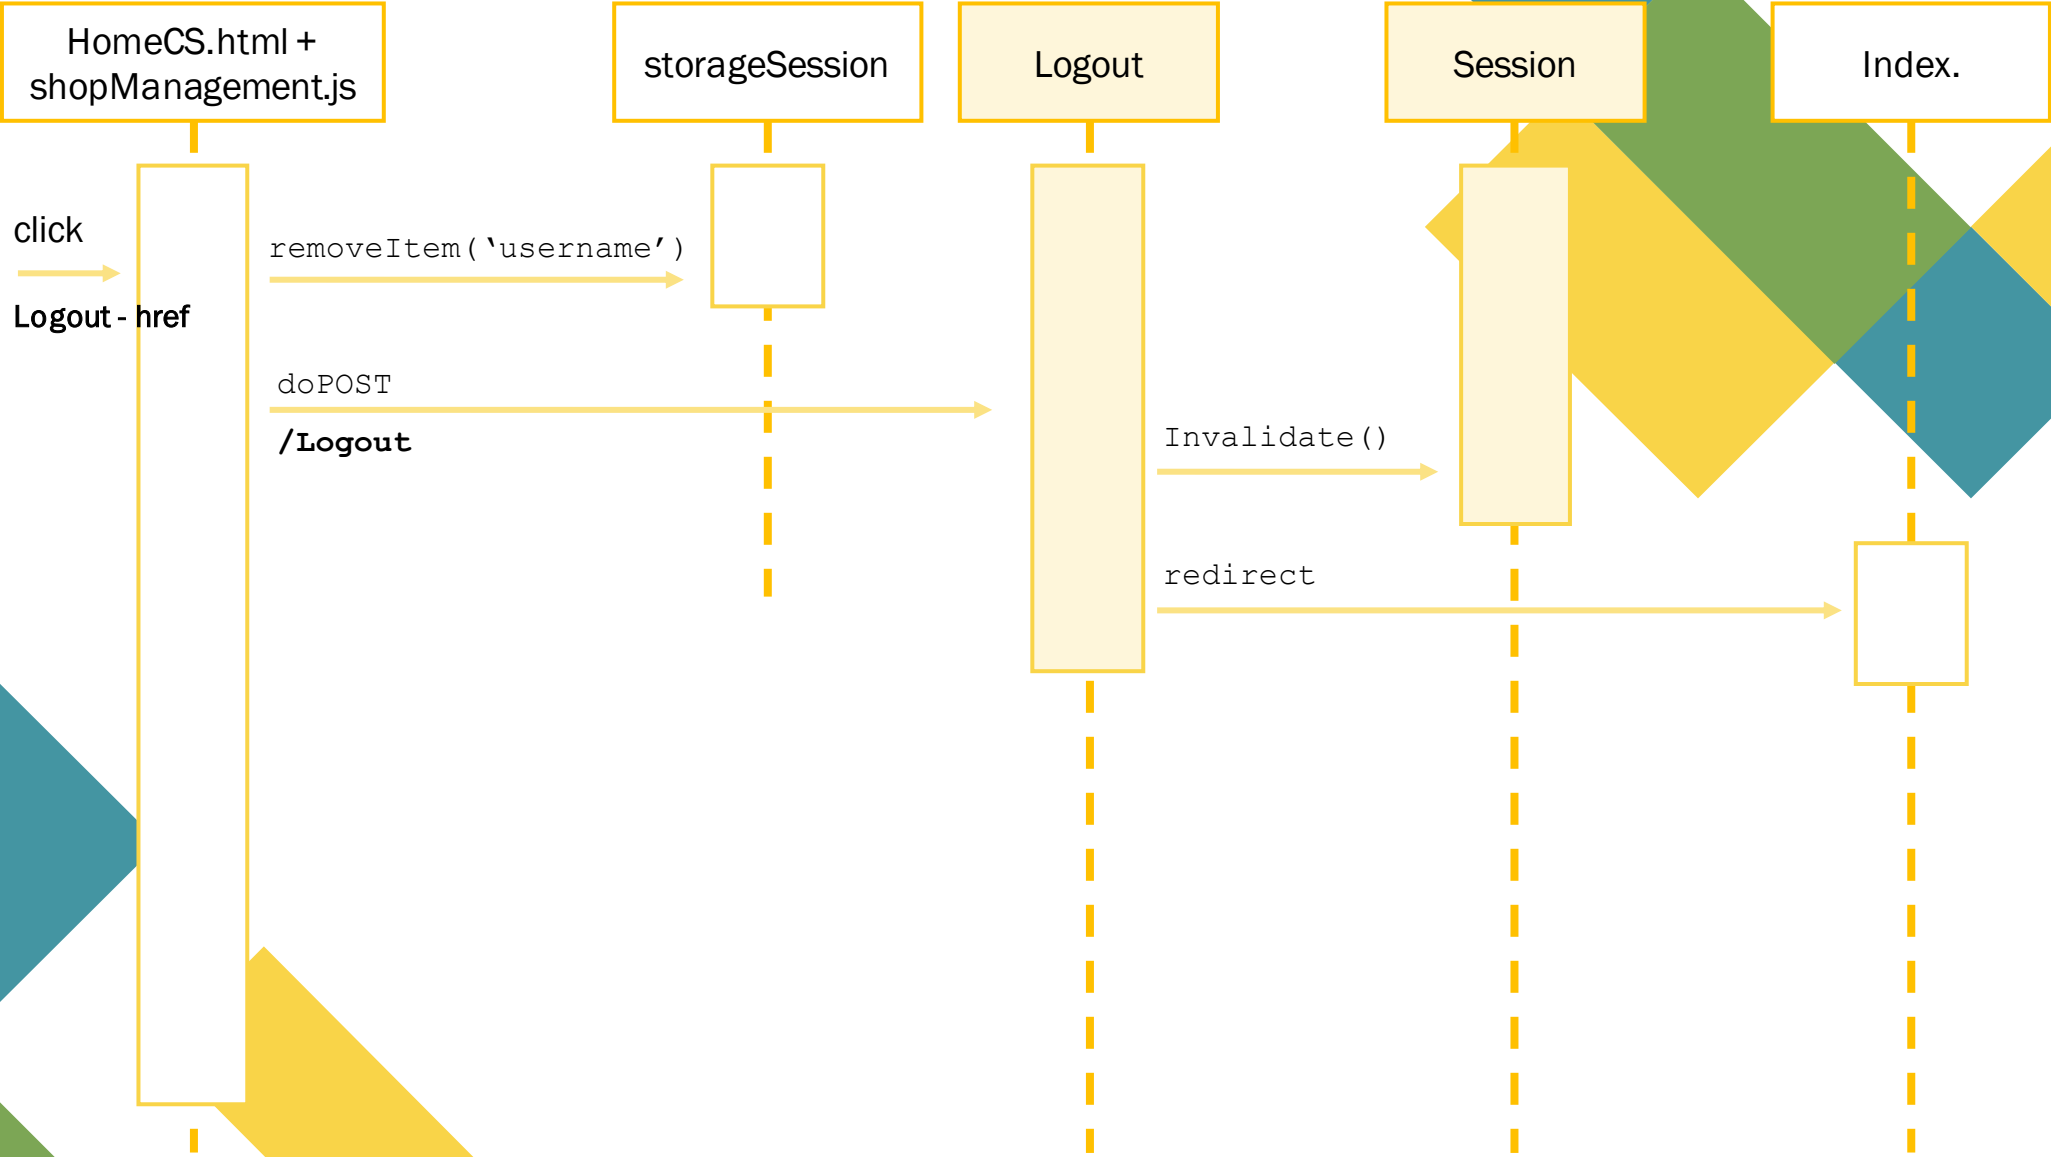 HomeCS.html +
shopManagement.js
storageSession
Logout
Session
Index.
click
Logout - href
removeItem(‘username’)
doPOST
/Logout
Invalidate()
redirect